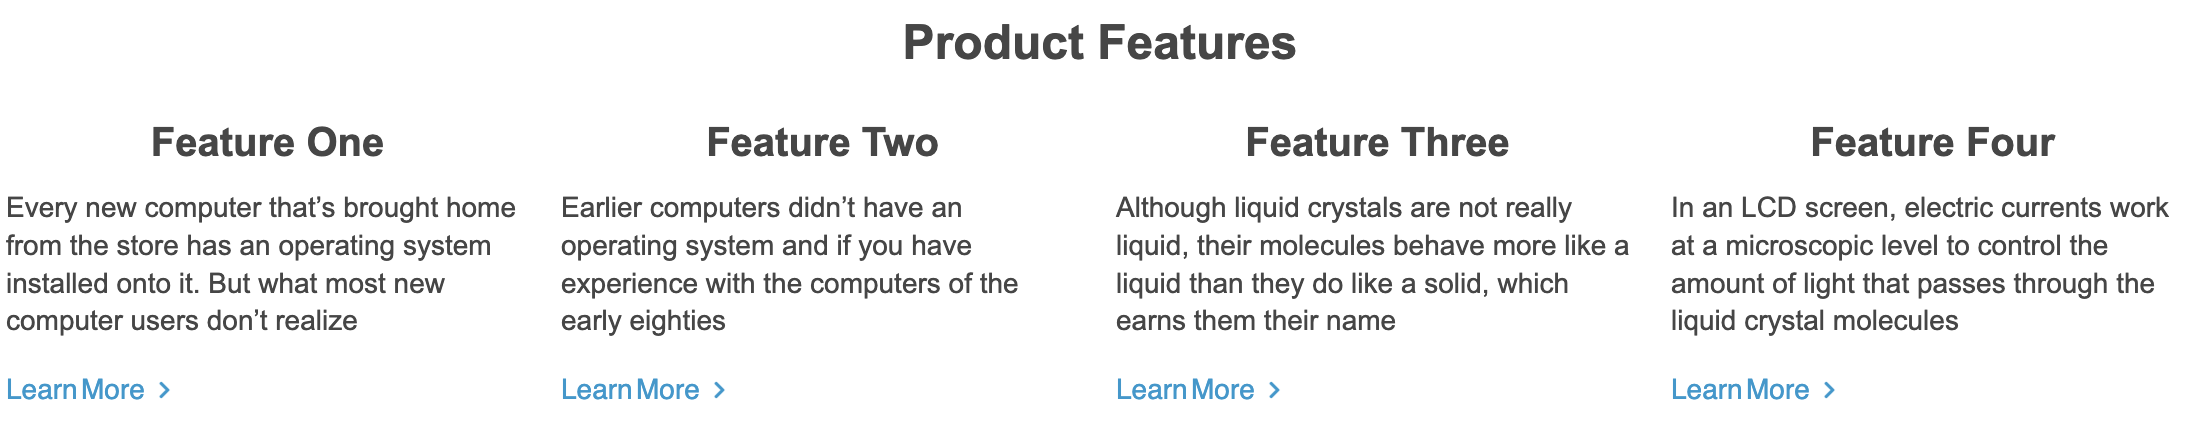 Product Features
Feature One
Every new computer that’s brought home
from the store has an operating system
installed onto it. But what most new
computer users don’t realize
Learn More
Feature Two
Earlier computers didn’t have an
operating system and if you have
experience with the computers of the
early eighties
Learn More
Feature Three
Although liquid crystals are not really
liquid, their molecules behave more like a
liquid than they do like a solid, which
earns them their name
Learn More
Feature Four
In an LCD screen, electric currents work
at a microscopic level to control the
amount of light that passes through the
liquid crystal molecules
Learn More